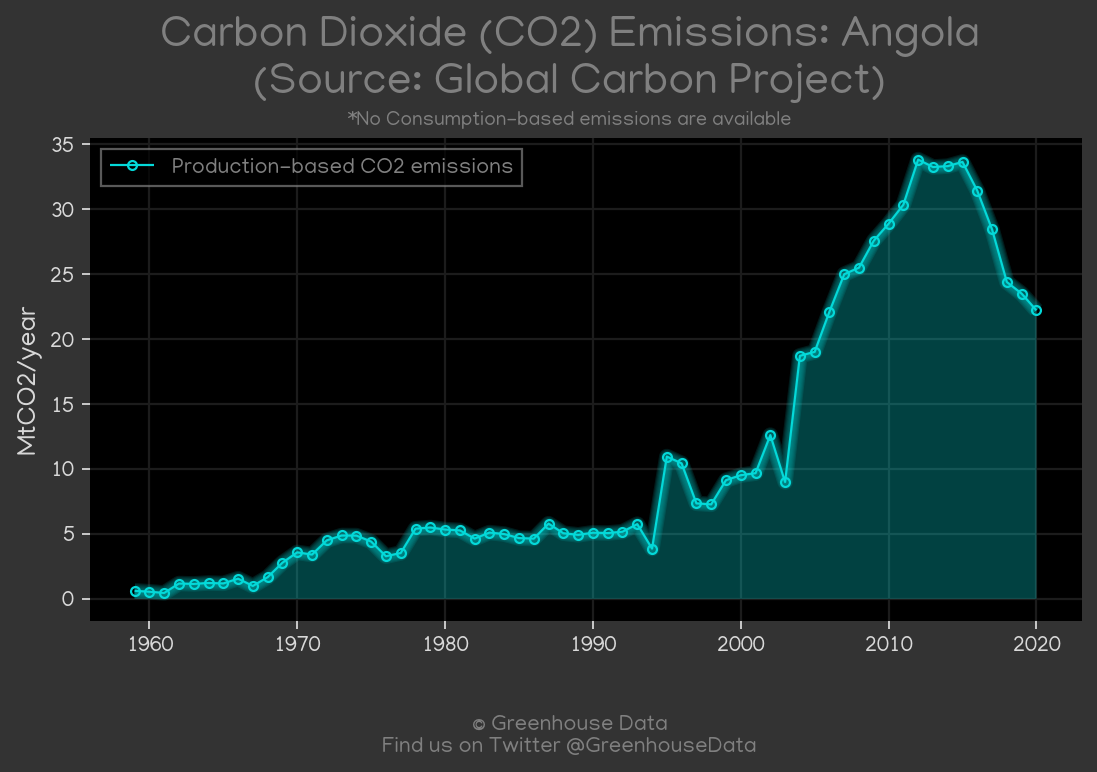 Carbon Dioxide (CO2) Emissions: Angola
(Source: Global Carbon Project)
*No Consumption-based emissions are available
Production-based CO2 emissions
MtCO2/year
35
30
25
20
15
10
5
0
1960 1970 1980 1990 2000 2010 2020
© Greenhouse Data
Find us on Twitter @GreenhouseData